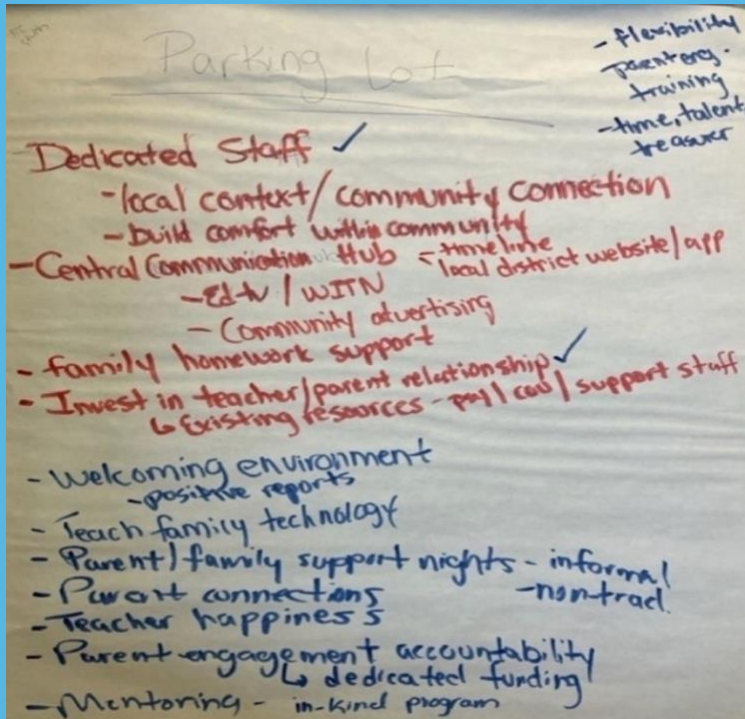 Parking Lot
- flexibility
parent eng.
training
- time, talent
treasurer
Dedicated Staff ✓
- local context / community connection
- build comfort within community
- Central Communication Hub - timeline
- local district website / app
- Ed-tv / WITN
- Community advertising
- family homework support
- Invest in teacher/parent relationship ✓
↳ Existing resources - / support staff
- Welcoming environment
- positive reports
- Teach family technology
- Parent / family support nights - informal
- non-trad.
- Parent connections
- Teacher happiness
- Parent engagement accountability
↳ dedicated funding
- Mentoring - in-kind program